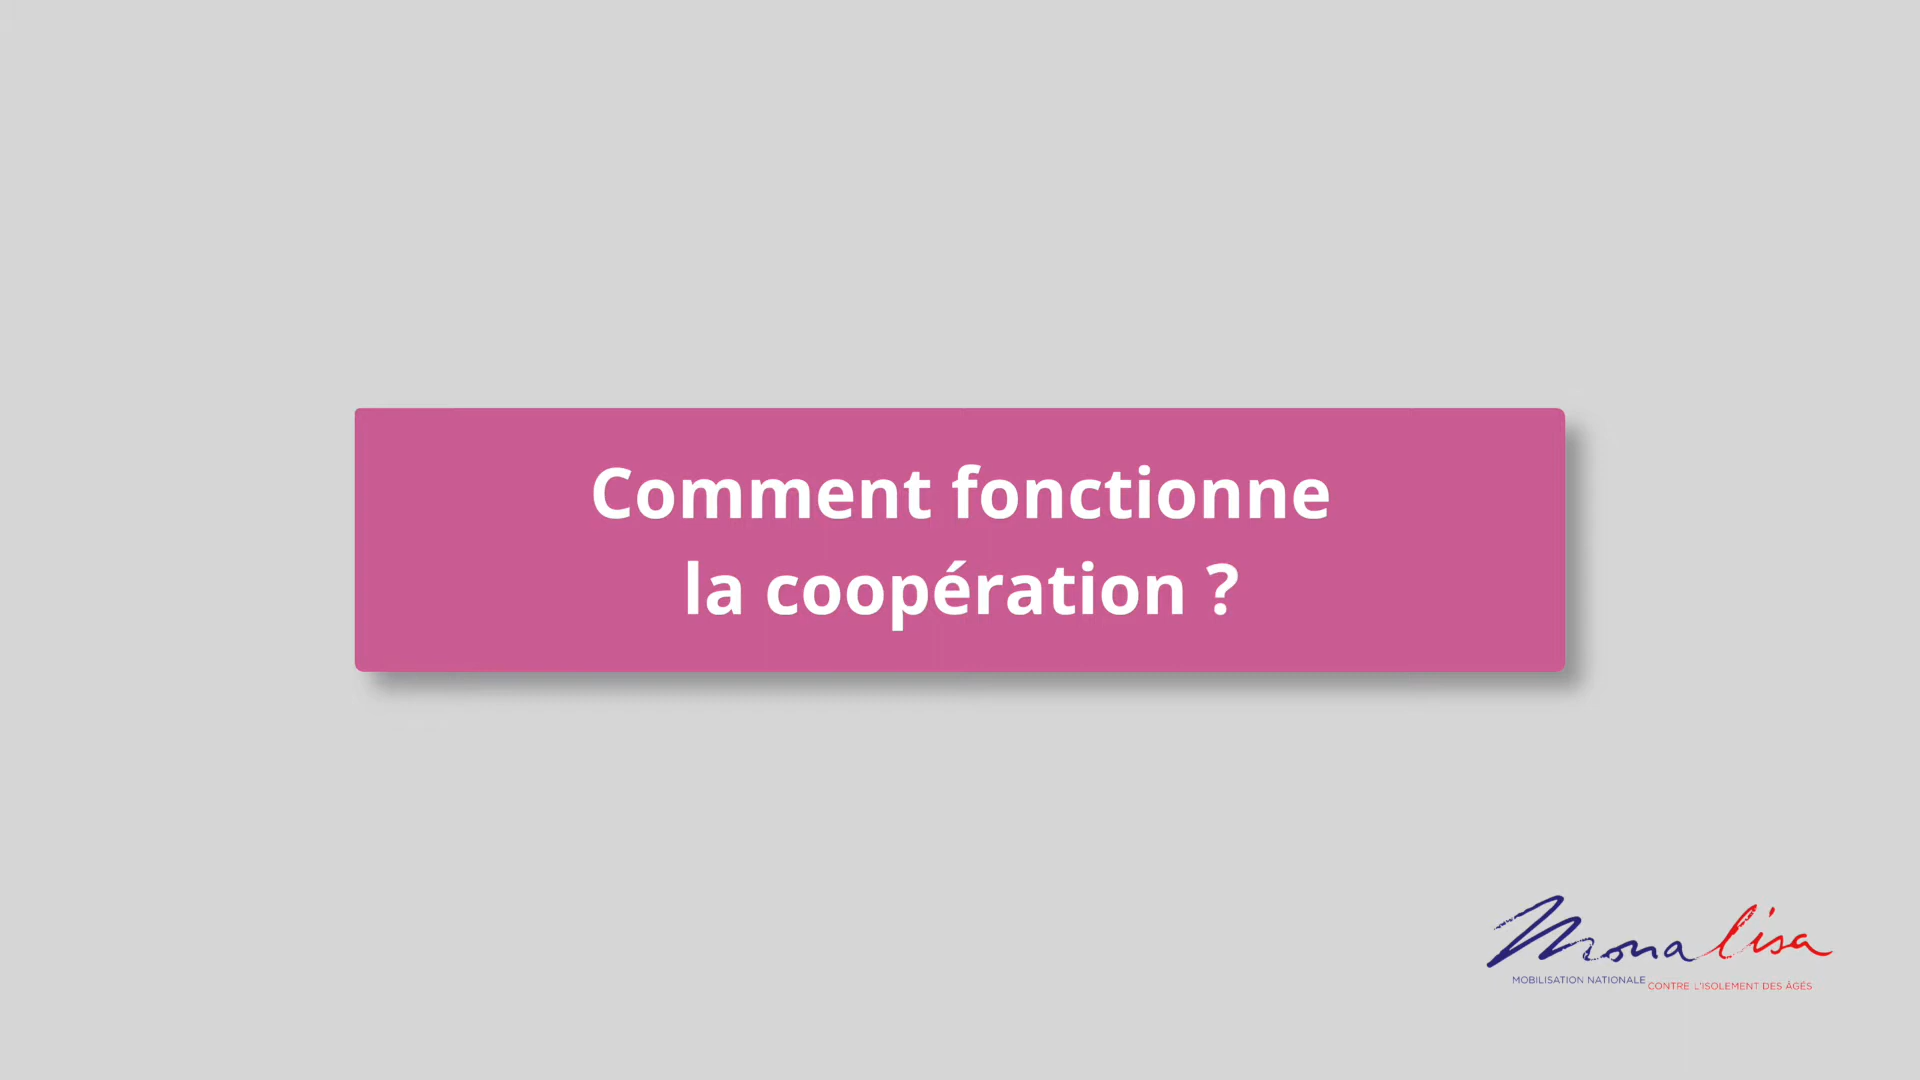 Comment fonctionne
la coopération ?
Monalisa
MOBILISATION NATIONALE CONTRE L'ISOLEMENT DES ÂGÉS